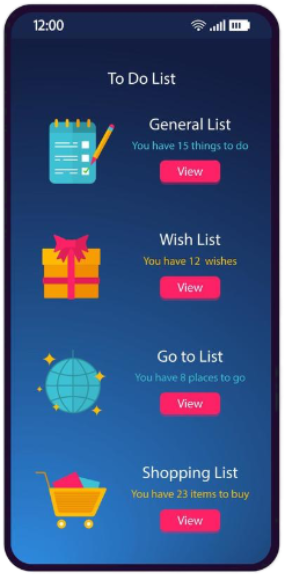 12:00
To Do List
General List
You have 15 things to do
View
Wish List
You have 12 wishes
View
Go to List
You have 8 places to go
View
Shopping List
You have 23 items to buy
View